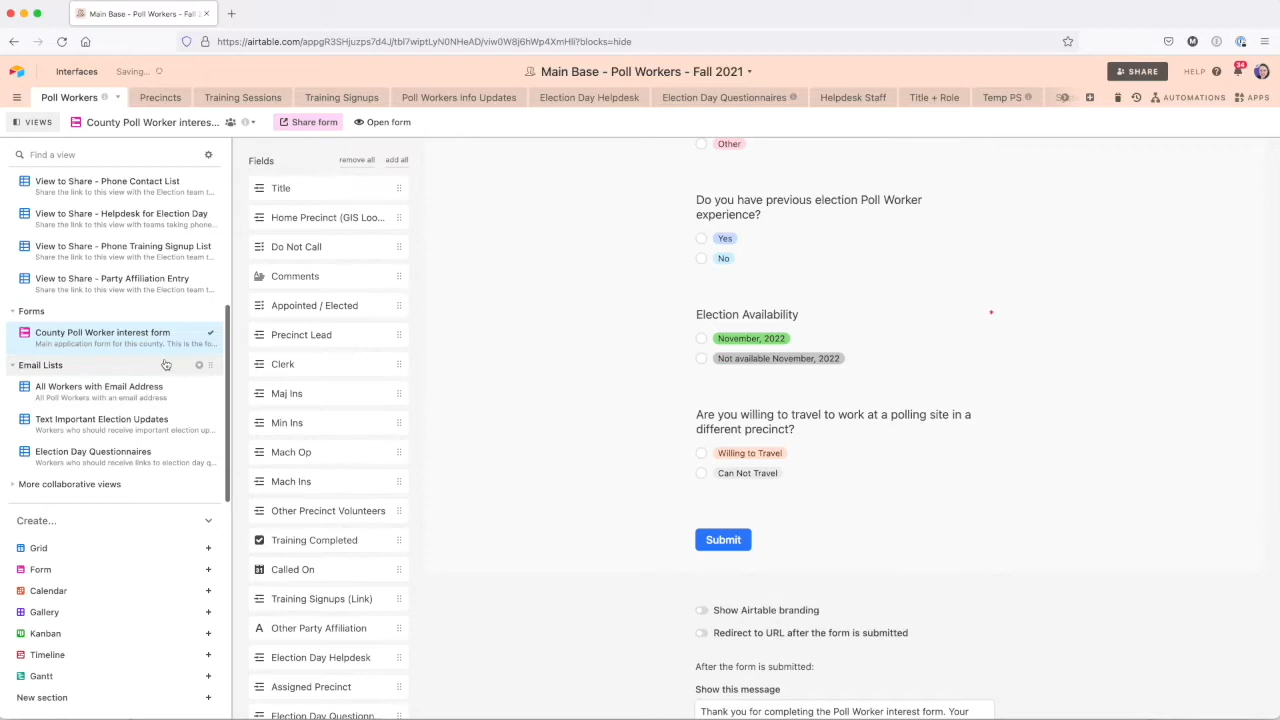 Main Base - Poll Workers - Fall 2
https://airtable.com/appgR3SHjuzps7d4J/tbl7wiptLyN0NHeAD/viw0W8j6hWp4XmHli?blocks=hide
Interfaces
Saving...
Main Base - Poll Workers - Fall 2021
SHARE
HELP
34
Poll Workers
Precincts
Training Sessions
Training Signups
Poll Workers Info Updates
Election Day Helpdesk
Election Day Questionnaires
Helpdesk Staff
Title + Role
Temp PS
AUTOMATIONS
APPS
VIEWS
County Poll Worker interes...
Share form
Open form
Find a view
View to Share - Phone Contact List
Share the link to this view with the Election team t...
View to Share - Helpdesk for Election Day
Share the link to this view with teams taking phone...
View to Share - Phone Training Signup List
Share the link to this view with the Election team t...
View to Share - Party Affiliation Entry
Share the link to this view with the Election team t...
Forms
County Poll Worker interest form
Main application form for this county. This is the fo...
Email Lists
All Workers with Email Address
All Poll Workers with an email address
Text Important Election Updates
Workers who should receive important election up...
Election Day Questionnaires
Workers who should receive links to election day q...
More collaborative views
Create...
Grid
Form
Calendar
Gallery
Kanban
Timeline
Gantt
New section
Fields
remove all
add all
Title
Home Precinct (GIS Loo...
Do Not Call
Comments
Appointed / Elected
Precinct Lead
Clerk
Maj Ins
Min Ins
Mach Op
Mach Ins
Other Precinct Volunteers
Training Completed
Called On
Training Signups (Link)
Other Party Affiliation
Election Day Helpdesk
Assigned Precinct
Election Day Questionn...
Other
Do you have previous election Poll Worker
experience?
Yes
No
Election Availability
*
November, 2022
Not available November, 2022
Are you willing to travel to work at a polling site in a
different precinct?
Willing to Travel
Can Not Travel
Submit
Show Airtable branding
Redirect to URL after the form is submitted
After the form is submitted:
Show this message
Thank you for completing the Poll Worker interest form. Your